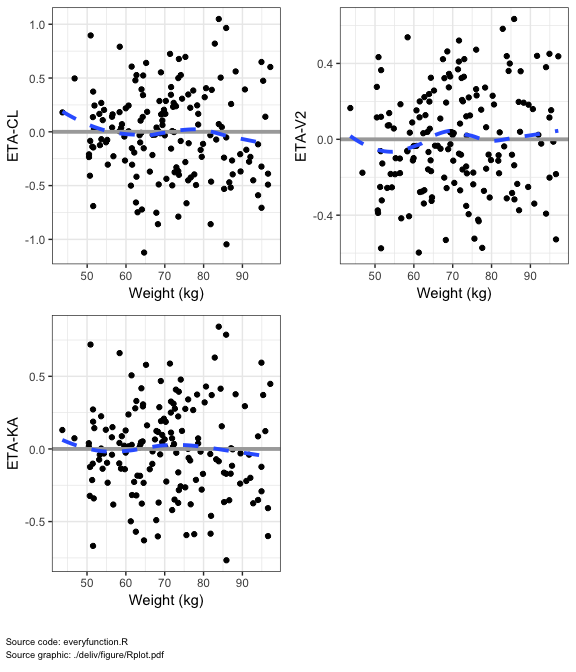 1.0
0.5
0.0
-0.5
-1.0
ETA-CL
50 60 70 80 90
Weight (kg)
0.4
0.0
-0.4
ETA-V2
50 60 70 80 90
Weight (kg)
0.5
0.0
-0.5
ETA-KA
50 60 70 80 90
Weight (kg)
Source code: everyfunction.R
Source graphic: ./deliv/figure/Rplot.pdf